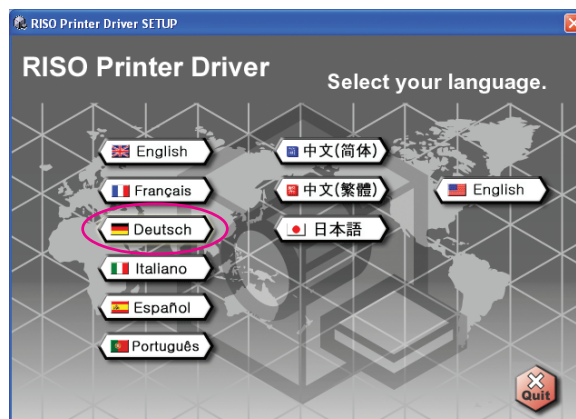 RISO Printer Driver SETUP
RISO Printer Driver
Select your language.
English
Français
Deutsch
Italiano
Español
Português
中文(简体)
中文(繁體)
日本語
English
Quit